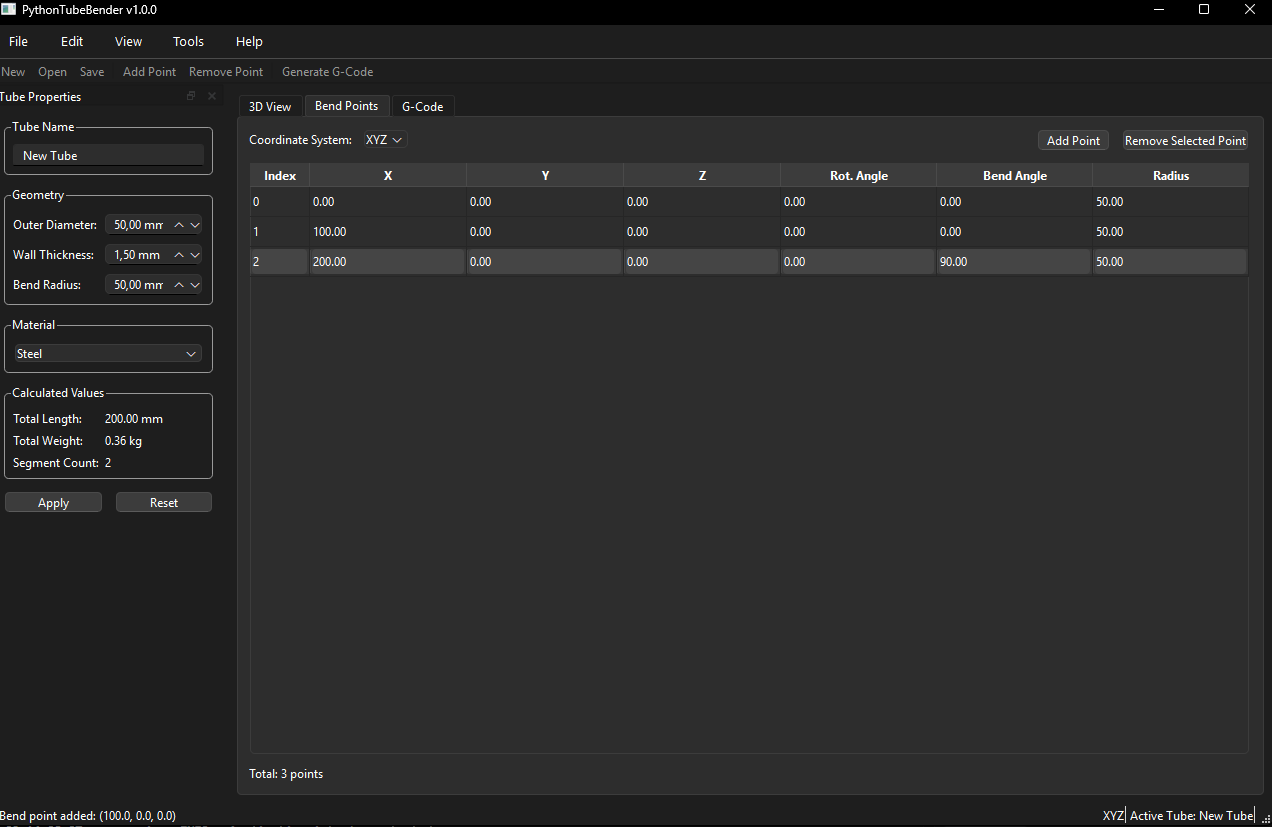 PythonTubeBender v1.0.0
File Edit View Tools Help
New Open Save Add Point Remove Point Generate G-Code
Tube Properties
Tube Name
New Tube
Geometry
Outer Diameter: 50,00 mm
Wall Thickness: 1,50 mm
Bend Radius: 50,00 mm
Material
Steel
Calculated Values
Total Length: 200.00 mm
Total Weight: 0.36 kg
Segment Count: 2
Apply Reset
3D View Bend Points G-Code
Coordinate System: XYZ Add Point Remove Selected Point
Index X Y Z Rot. Angle Bend Angle Radius
0 0.00 0.00 0.00 0.00 0.00 50.00
1 100.00 0.00 0.00 0.00 0.00 50.00
2 200.00 0.00 0.00 0.00 90.00 50.00
Total: 3 points
Bend point added: (100.0, 0.0, 0.0) XYZ Active Tube: New Tube